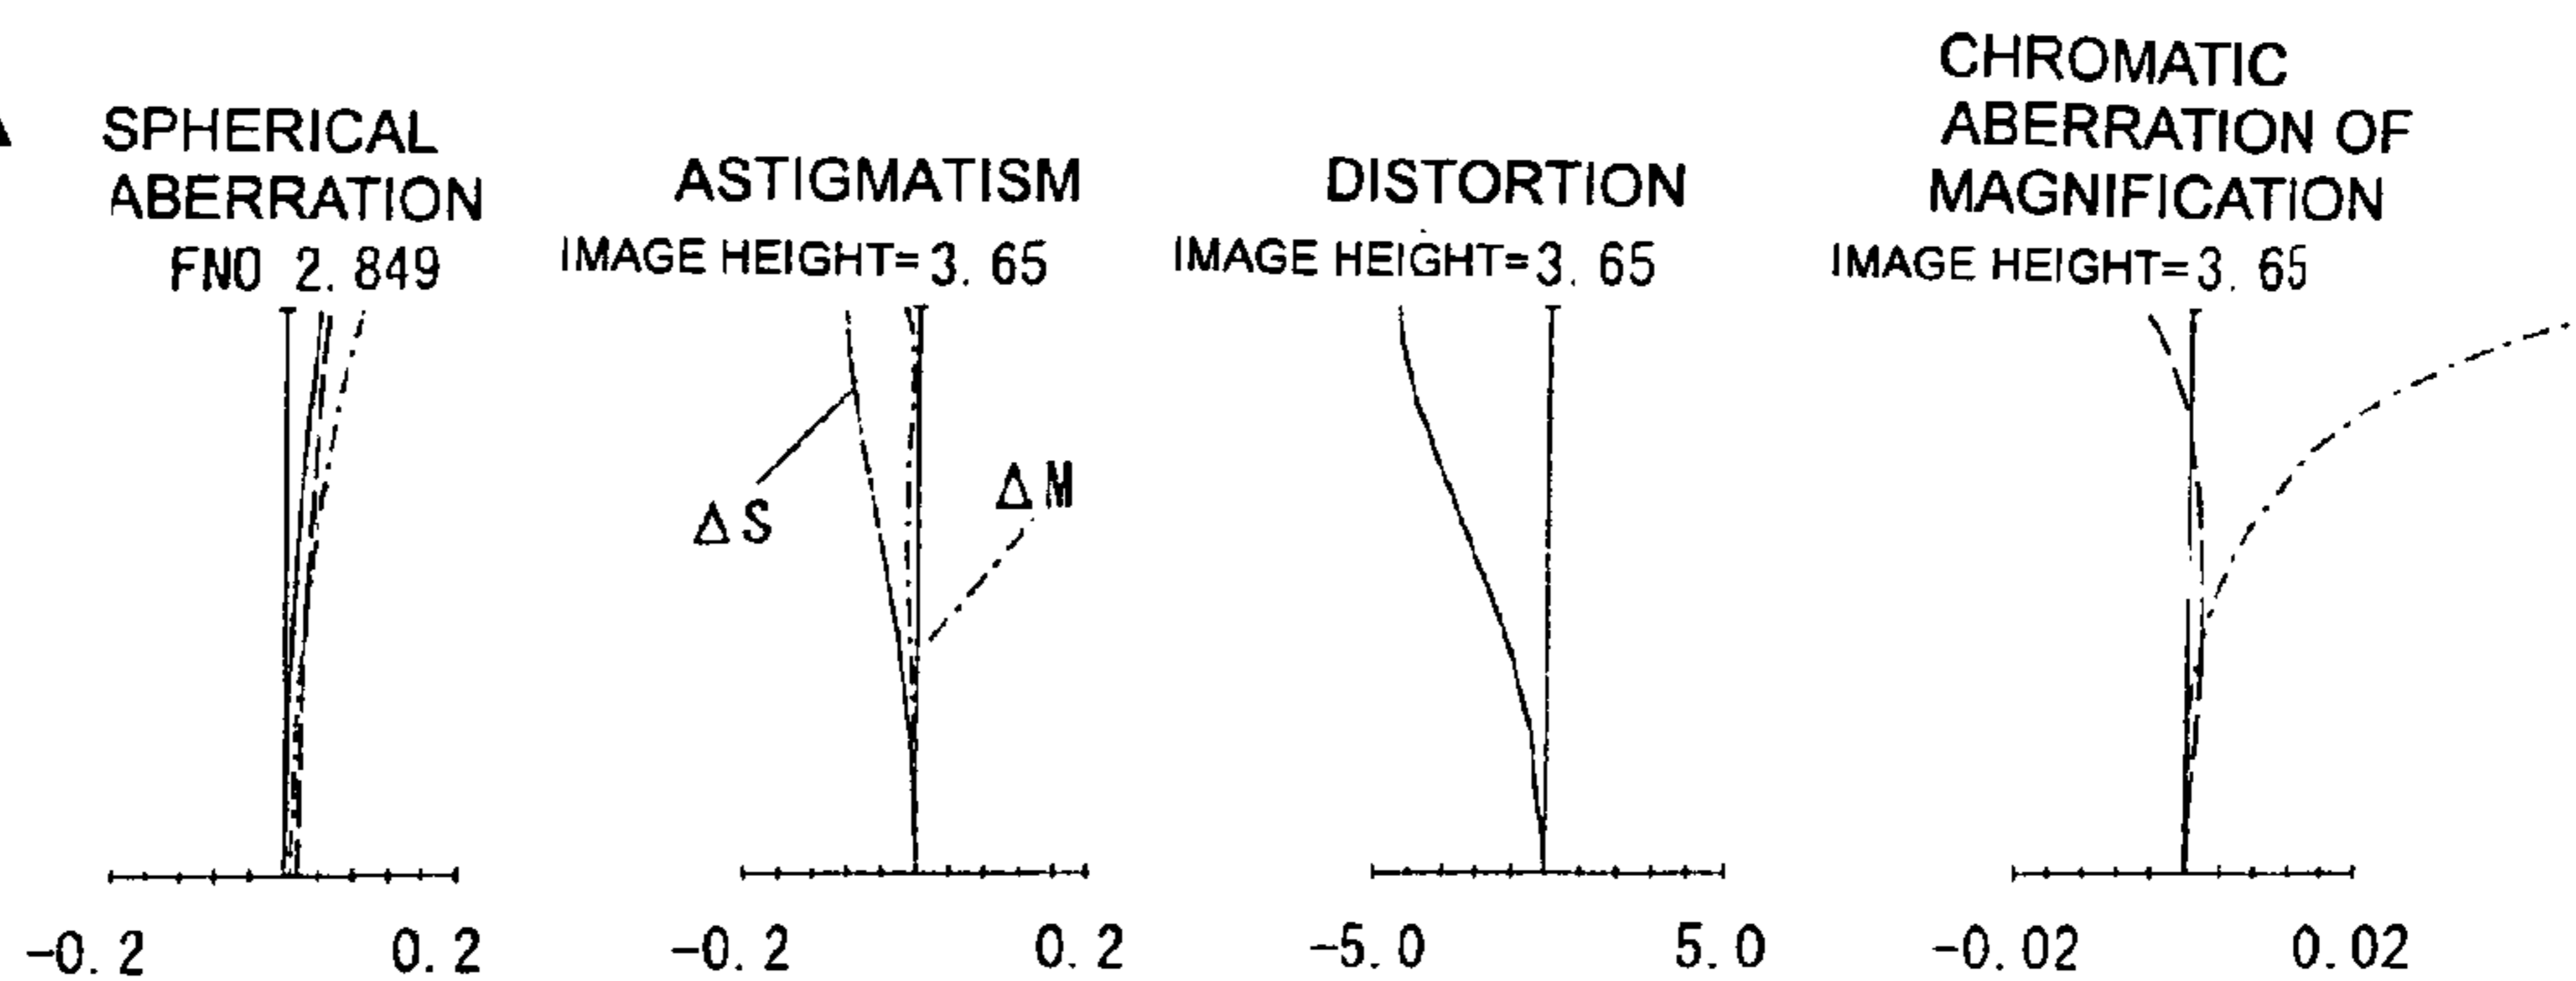 SPHERICAL
ABERRATION
FNO 2.849
ASTIGMATISM
IMAGE HEIGHT=3.65
DISTORTION
IMAGE HEIGHT=3.65
CHROMATIC
ABERRATION OF
MAGNIFICATION
IMAGE HEIGHT=3.65
ΔS
ΔM
-0.2
0.2
-0.2
0.2
-5.0
5.0
-0.02
0.02